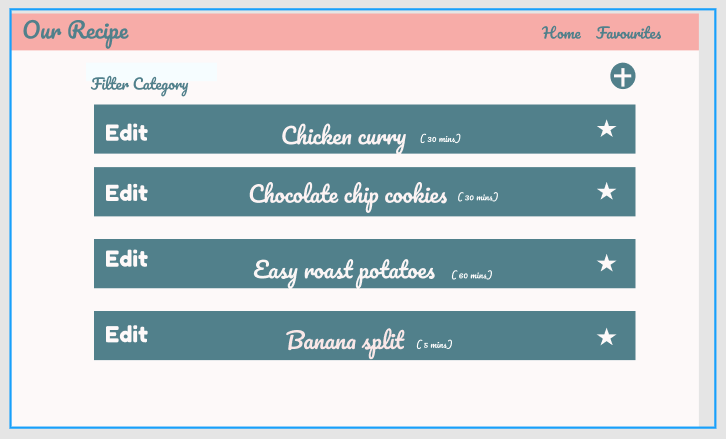 Our Recipe Home Favourites
Filter Category
Edit Chicken curry ( 30 mins)
Edit Chocolate chip cookies ( 30 mins)
Edit Easy roast potatoes ( 60 mins)
Edit Banana split ( 5 mins)